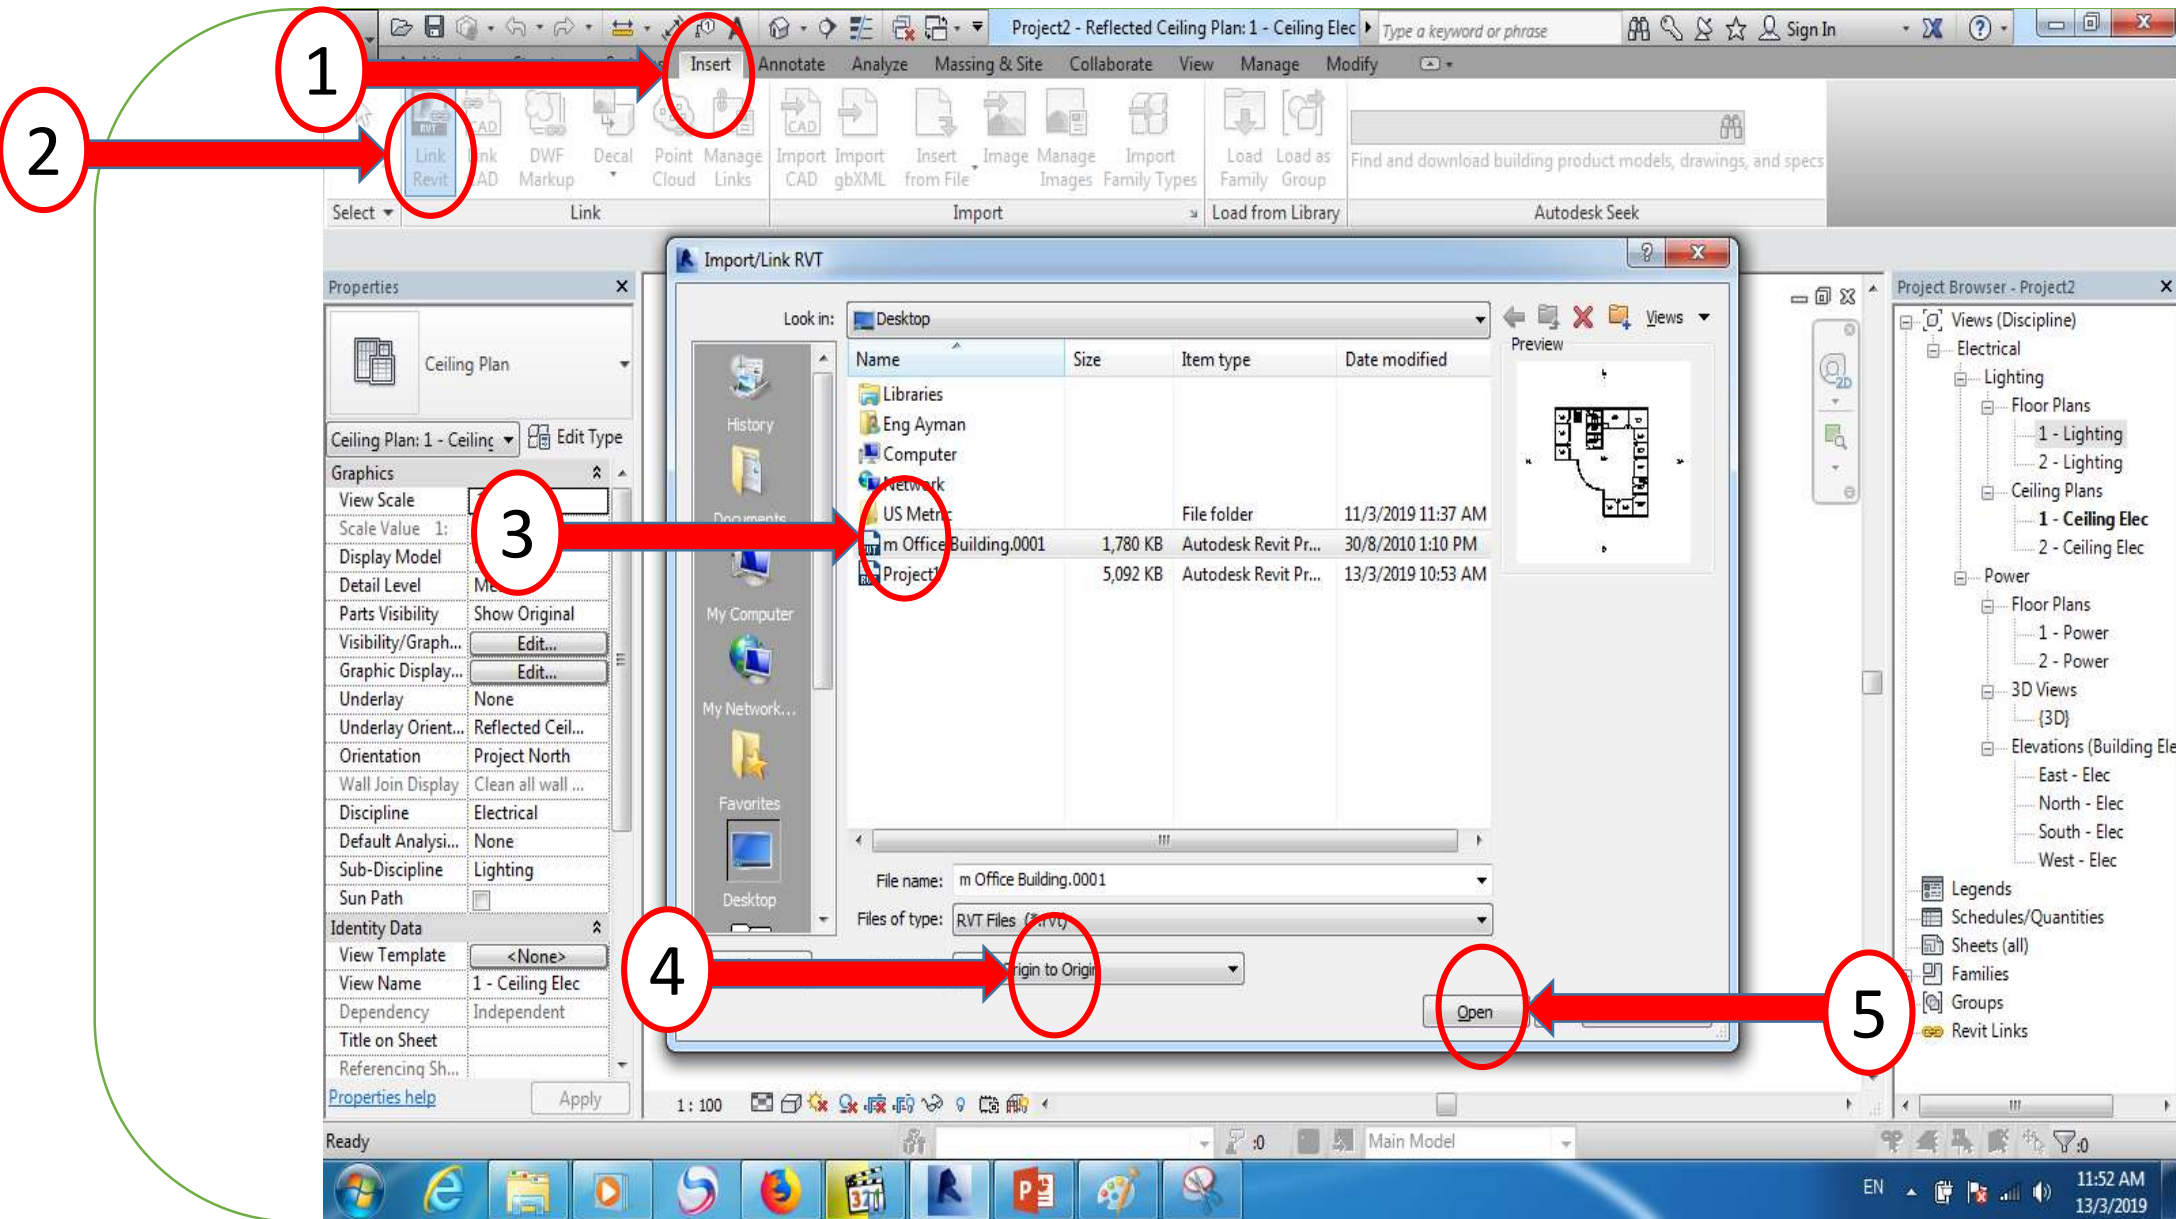 Project2 - Reflected Ceiling Plan: 1 - Ceiling Elec
Type a keyword or phrase
Sign In
1
Insert Annotate Analyze Massing & Site Collaborate View Manage Modify
2
Link Revit
CAD
DWF Markup
Decal
Point Cloud
Manage Links
Import CAD
Import gbXML
Insert from File
Image
Manage Images
Import Family Types
Load Family
Load as Group
Find and download building product models, drawings, and specs
Select Link Import Load from Library Autodesk Seek
Import/Link RVT
Properties
Ceiling Plan
Ceiling Plan: 1 - Ceiling Edit Type
Graphics
View Scale
Scale Value 1:
Display Model
Detail Level
Parts Visibility Show Original
Visibility/Graph... Edit...
Graphic Display... Edit...
Underlay None
Underlay Orient... Reflected Ceil...
Orientation Project North
Wall Join Display Clean all wall ...
Discipline Electrical
Default Analysi... None
Sub-Discipline Lighting
Sun Path
Identity Data
View Template <None>
View Name 1 - Ceiling Elec
Dependency Independent
Title on Sheet
Referencing Sh...
Properties help Apply
3
Look in: Desktop
Views
Preview
Name Size Item type Date modified
Libraries
Eng Ayman
Computer
Network
US Metric File folder 11/3/2019 11:37 AM
m Office Building.0001 1,780 KB Autodesk Revit Pr... 30/8/2010 1:10 PM
Project1 5,092 KB Autodesk Revit Pr... 13/3/2019 10:53 AM
History
Documents
My Computer
My Network...
Favorites
Desktop
File name: m Office Building.0001
Files of type: RVT Files (*.rvt)
4
Origin to Origin
Open
5
Project Browser - Project2
Views (Discipline)
Electrical
Lighting
Floor Plans
1 - Lighting
2 - Lighting
Ceiling Plans
1 - Ceiling Elec
2 - Ceiling Elec
Power
Floor Plans
1 - Power
2 - Power
3D Views
{3D}
Elevations (Building Ele
East - Elec
North - Elec
South - Elec
West - Elec
Legends
Schedules/Quantities
Sheets (all)
Families
Groups
Revit Links
1 : 100
Ready
:0
Main Model
:0
EN
11:52 AM
13/3/2019